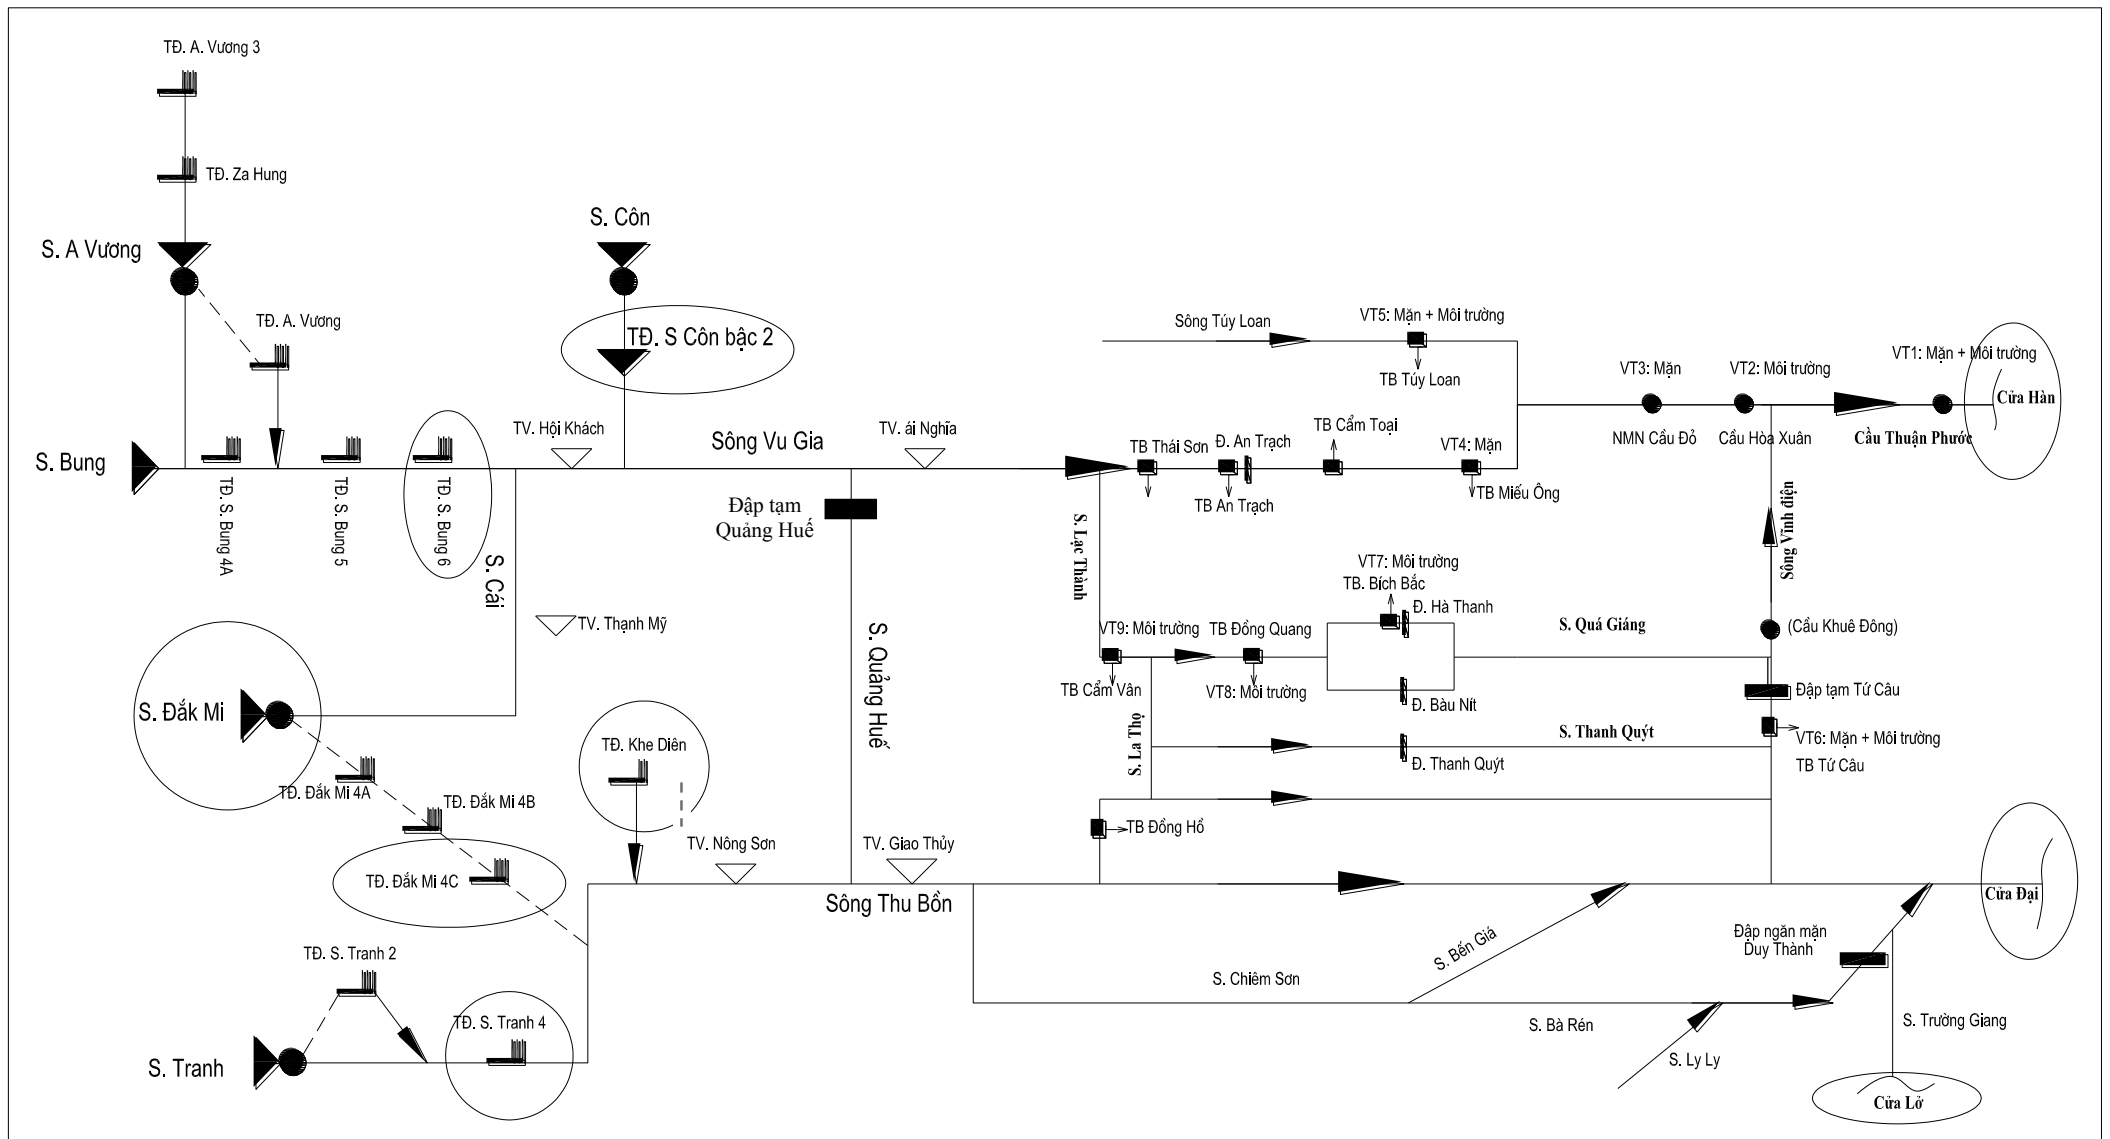 TĐ. A. Vương 3
TĐ. Za Hung
S. A Vương
S. Côn
TĐ. A. Vương
TĐ. S Côn bậc 2
Sông Túy Loan
VT5: Mặn + Môi trường
TB Túy Loan
VT3: Mặn
VT2: Môi trường
VT1: Mặn + Môi trường
Cửa Hàn
NMN Cầu Đỏ
Cầu Hòa Xuân
Cầu Thuận Phước
S. Bung
TV. Hội Khách
Sông Vu Gia
TV. ái Nghĩa
TB Thái Sơn
Đ. An Trạch
TB Cẩm Toại
VT4: Mặn
TB An Trạch
TB Miếu Ông
TĐ. S. Bung 4A
TĐ. S. Bung 5
TĐ. S. Bung 6
S. Cái
Đập tạm
Quảng Huế
S. Lạc Thành
Sông Vĩnh điện
VT7: Môi trường
TB. Bích Bắc
Đ. Hà Thanh
TV. Thạnh Mỹ
S. Quảng Huế
VT9: Môi trường
TB Đồng Quang
S. Quá Giáng
(Cầu Khuê Đông)
TB Cẩm Vân
VT8: Môi trường
Đ. Bàu Nít
Đập tạm Tứ Câu
S. Đắk Mi
S. La Thọ
S. Thanh Quýt
VT6: Mặn + Môi trường
TB Tứ Câu
TĐ. Khe Diên
Đ. Thanh Quýt
TĐ. Đắk Mi 4A
TĐ. Đắk Mi 4B
TB Đồng Hồ
TV. Nông Sơn
TV. Giao Thủy
TĐ. Đắk Mi 4C
Sông Thu Bồn
Cửa Đại
TĐ. S. Tranh 2
S. Bến Giá
Đập ngăn mặn
Duy Thành
S. Chiêm Sơn
TĐ. S. Tranh 4
S. Bà Rén
S. Trường Giang
S. Tranh
S. Ly Ly
Cửa Lở